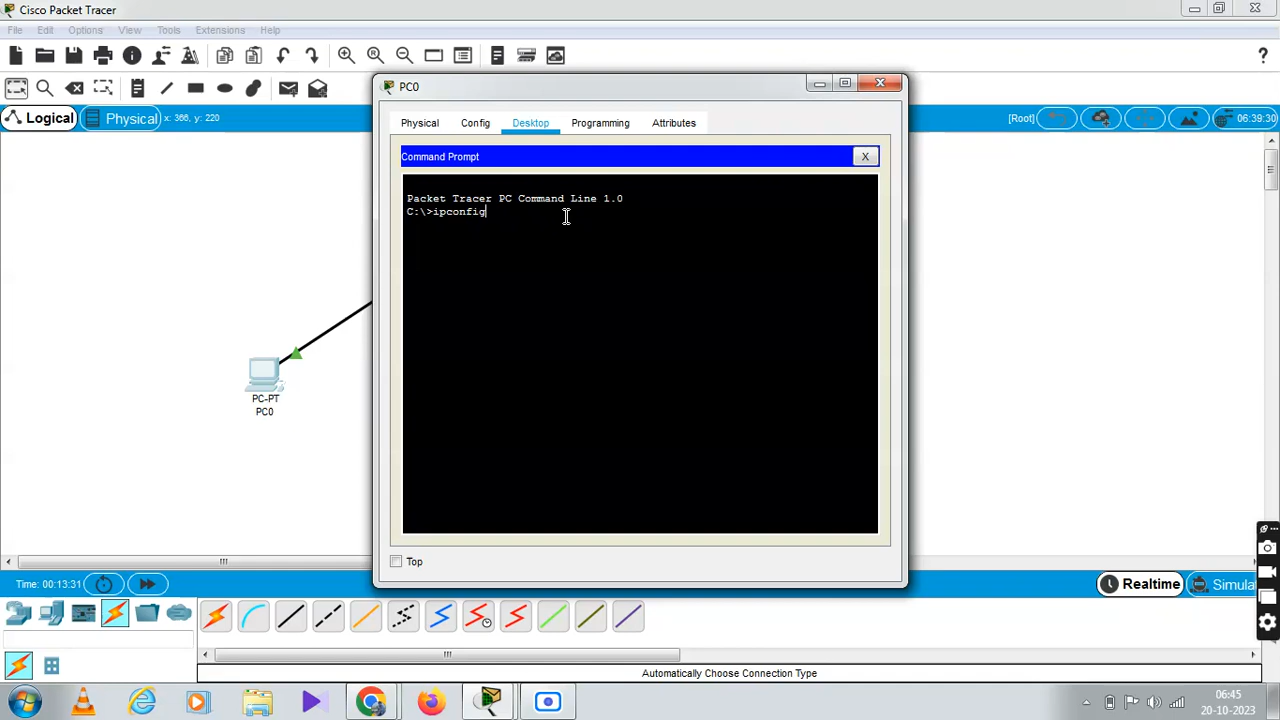 Cisco Packet Tracer
File Edit Options View Tools Extensions Help
?
Logical Physical x: 366, y: 220 [Root] 06:39:30
PC0
Physical Config Desktop Programming Attributes
Command Prompt X
Packet Tracer PC Command Line 1.0
C:\>ipconfig
PC-PT
PC0
Top
Time: 00:13:31 Realtime Simula
Automatically Choose Connection Type
06:45
20-10-2023